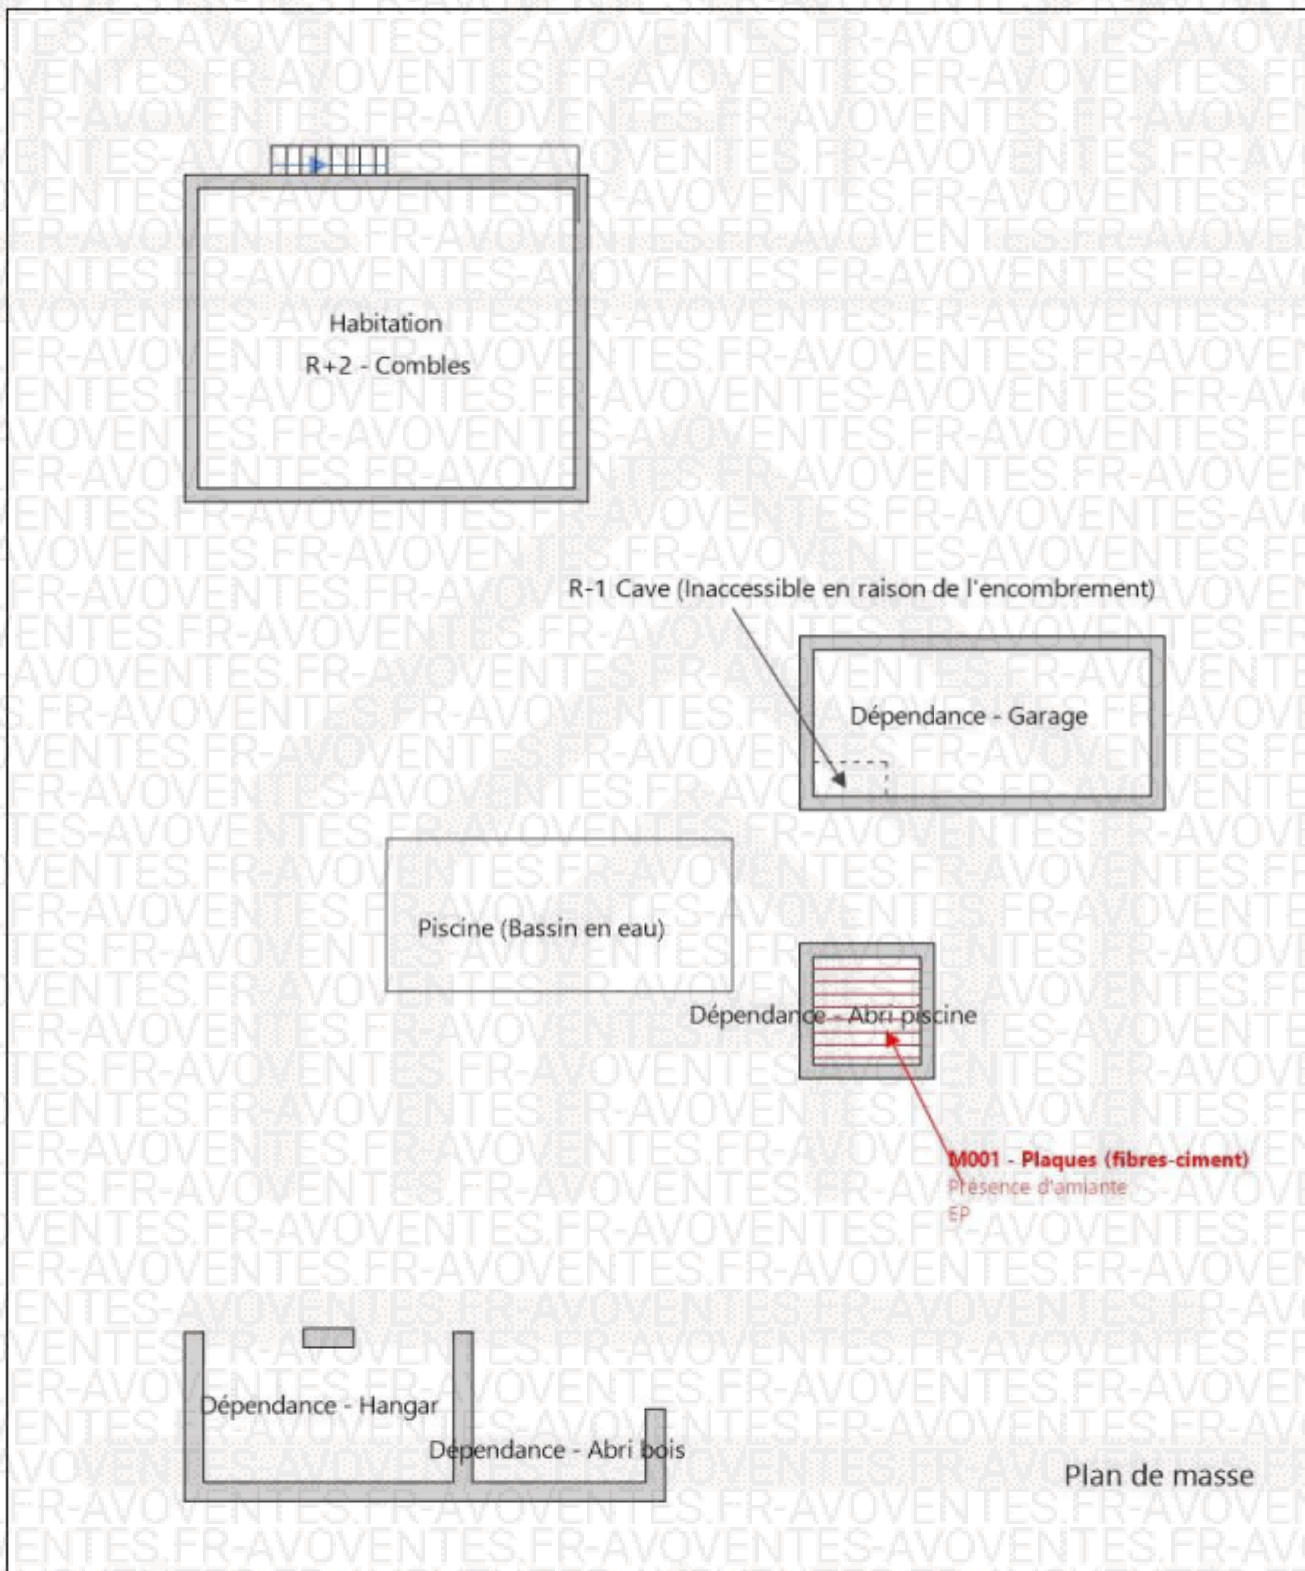 Habitation
R+2 - Combles
R-1 Cave (Inaccessible en raison de l'encombrement)
Dépendance - Garage
Piscine (Bassin en eau)
Dépendance - Abri piscine
M001 - Plaques (fibres-ciment)
Présence d'amiante
EP
Dépendance - Hangar
Dépendance - Abri bois
Plan de masse